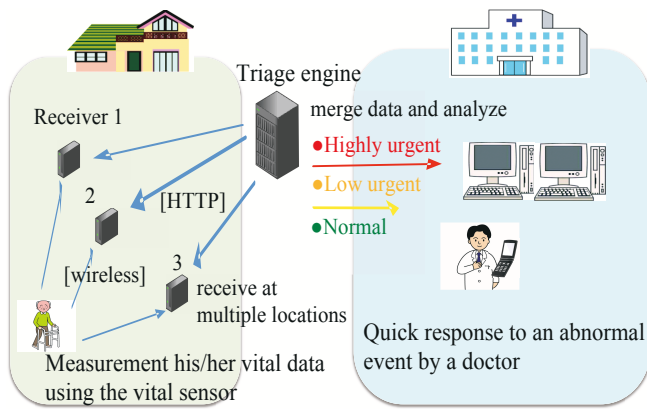 Triage engine
merge data and analyze
Receiver 1
●Highly urgent
●Low urgent
●Normal
2
[HTTP]
[wireless]
3
receive at
multiple locations
Measurement his/her vital data
using the vital sensor
Quick response to an abnormal
event by a doctor